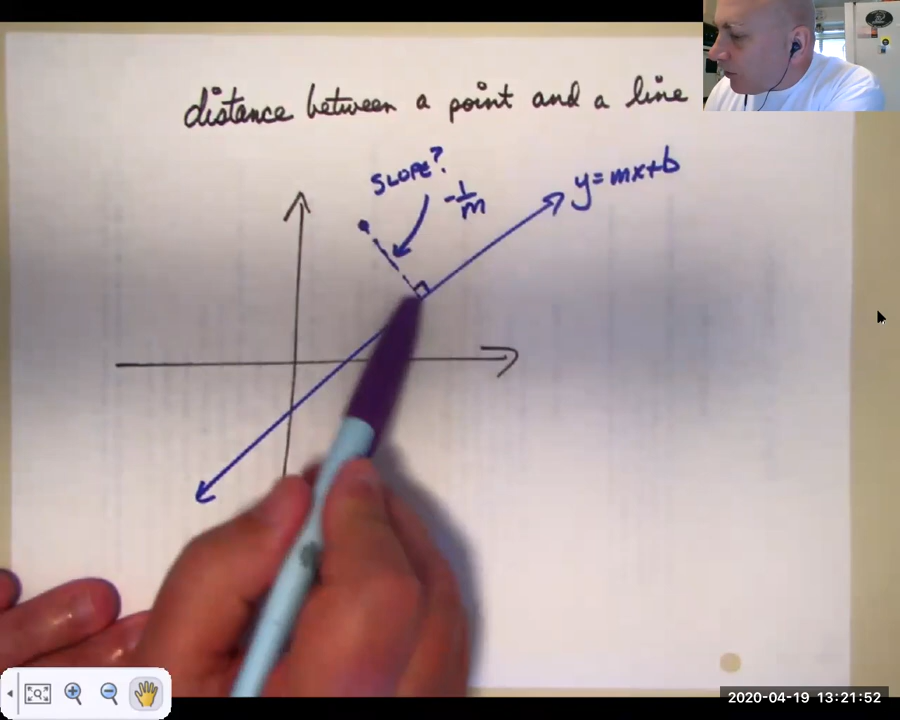 distance between a point and a line
SLOPE?
-1/m
y=mx+b
2020-04-19 13:21:52